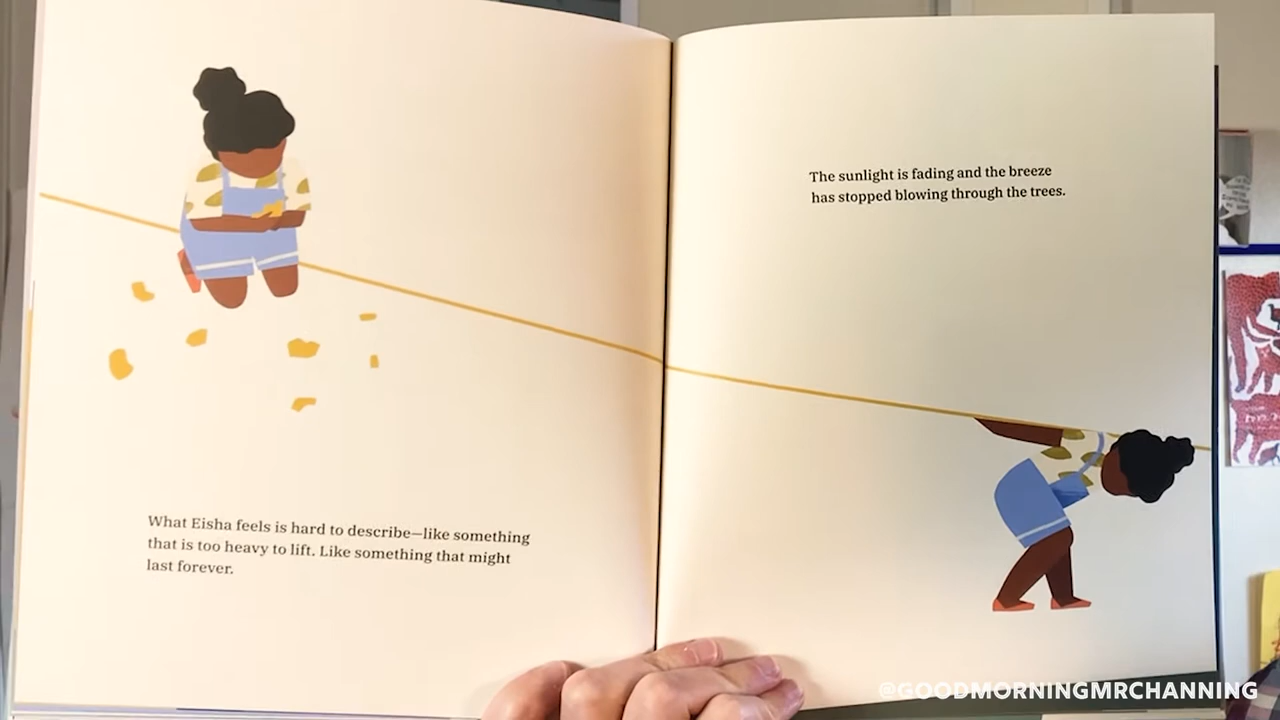 What Eisha feels is hard to describe—like something
that is too heavy to lift. Like something that might
last forever.
The sunlight is fading and the breeze
has stopped blowing through the trees.
@GOODMORNINGMRCHANNING